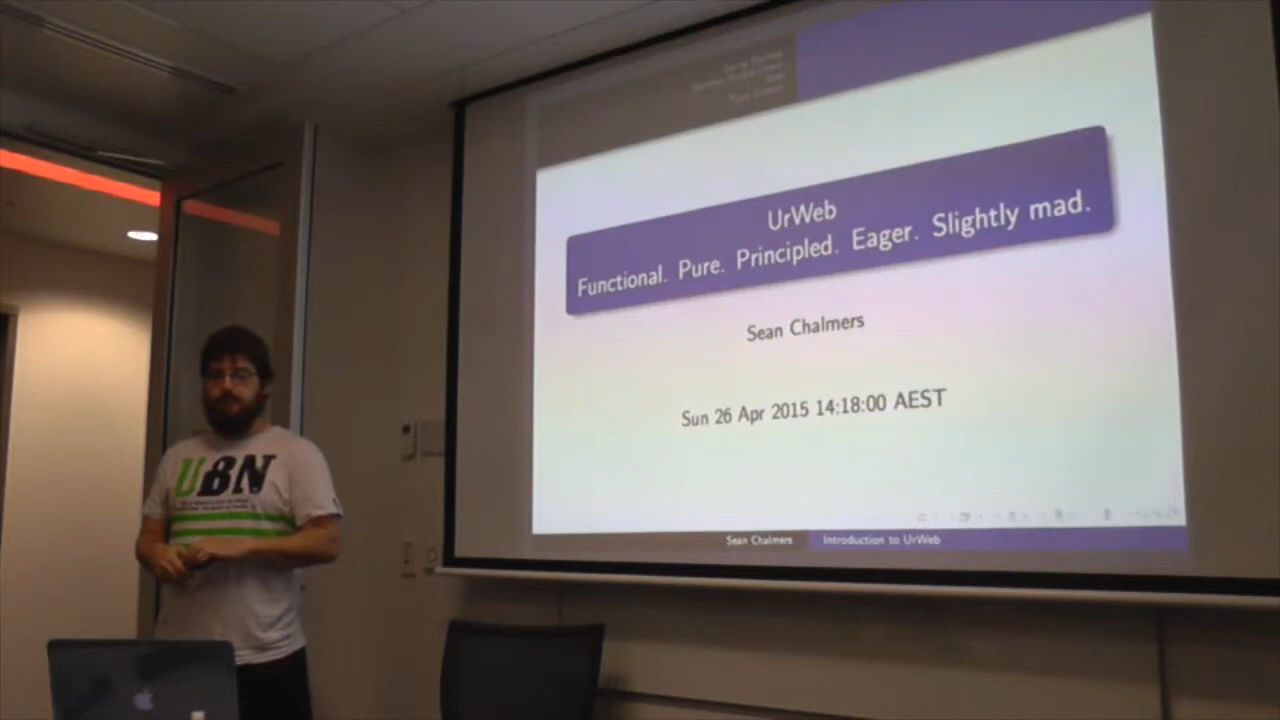 UrWeb
Functional. Pure. Principled. Eager. Slightly mad.
Sean Chalmers
Sun 26 Apr 2015 14:18:00 AEST
Sean Chalmers
Introduction to UrWeb
UBN